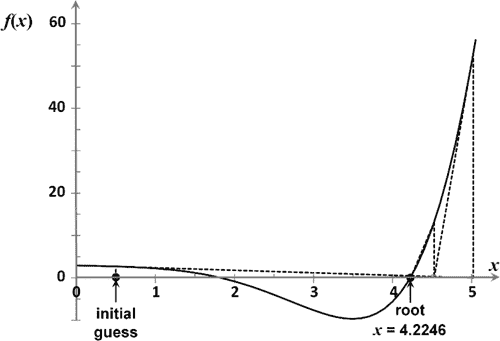 f(x)
60
40
20
0
0 1 2 3 4 5 x
initial
guess
root
x = 4.2246